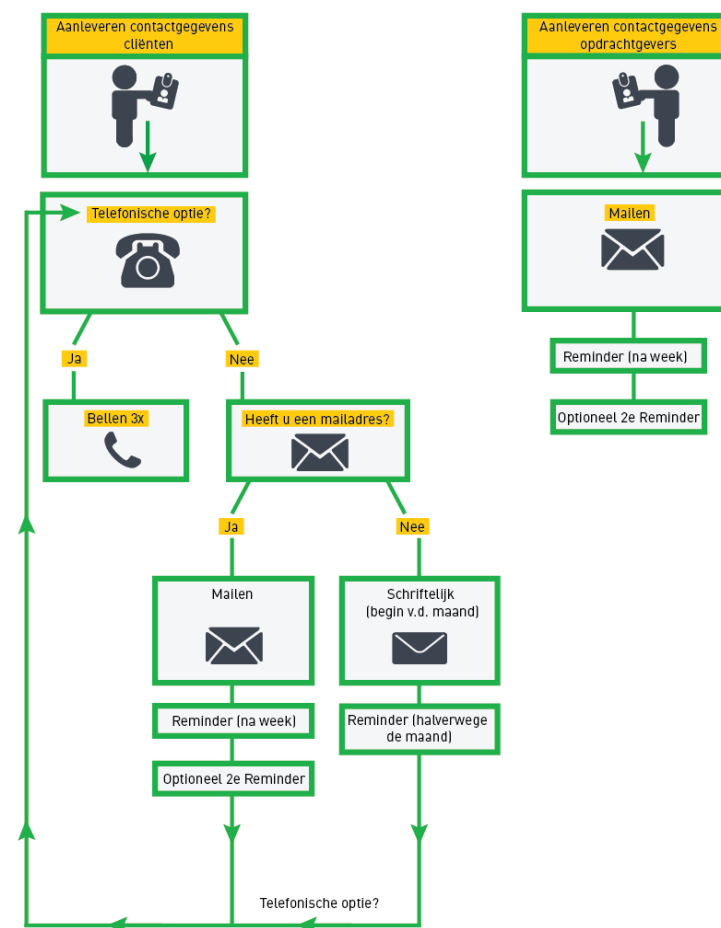 Aanleveren contactgegevens
cliënten
Telefonische optie?
Ja
Nee
Bellen 3x
Heeft u een mailadres?
Ja
Nee
Mailen
Schriftelijk
(begin v.d. maand)
Reminder (na week)
Reminder (halverwege
de maand)
Optioneel 2e Reminder
Telefonische optie?
Aanleveren contactgegevens
opdrachtgevers
Mailen
Reminder (na week)
Optioneel 2e Reminder